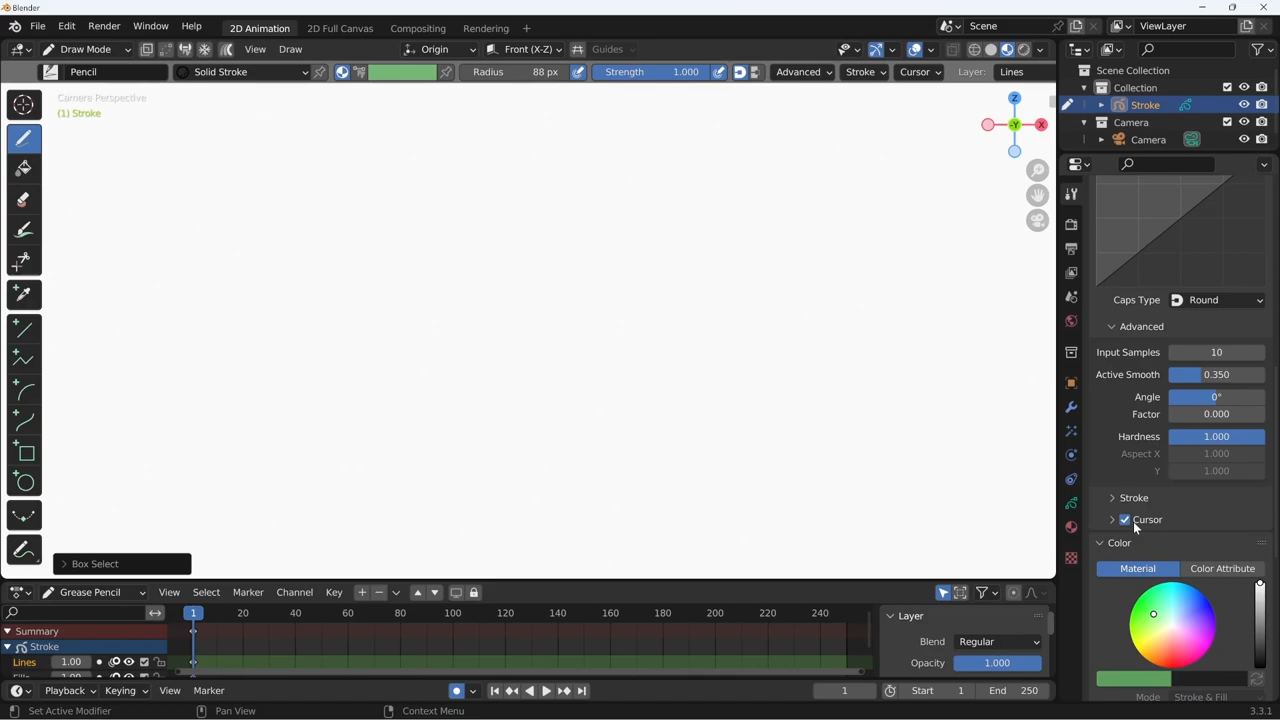 Blender
File Edit Render Window Help 2D Animation 2D Full Canvas Compositing Rendering + Scene ViewLayer
Draw Mode View Draw Origin Front (X-Z) Guides
Pencil Solid Stroke Radius 88 px Strength 1.000 Advanced Stroke Cursor Layer: Lines
Scene Collection
Collection
Stroke
Camera
Camera
Camera Perspective
(1) Stroke
Z
-Y X
Caps Type Round
Advanced
Input Samples 10
Active Smooth 0.350
Angle 0°
Factor 0.000
Hardness 1.000
Aspect X 1.000
Y 1.000
Stroke
Cursor
Color
Material Color Attribute
Mode Stroke & Fill
Box Select
Grease Pencil View Select Marker Channel Key
1 20 40 60 80 100 120 140 160 180 200 220 240
Summary
Stroke
Lines 1.00
Layer
Blend Regular
Opacity 1.000
Playback Keying View Marker 1 Start 1 End 250
Set Active Modifier Pan View Context Menu 3.3.1